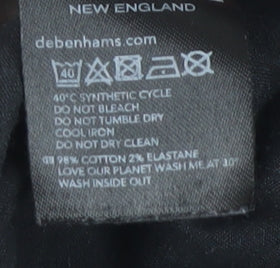 NEW ENGLAND
debenhams.com
40
40°C SYNTHETIC CYCLE
DO NOT BLEACH
DO NOT TUMBLE DRY
COOL IRON
DO NOT DRY CLEAN
98% COTTON 2% ELASTANE
LOVE OUR PLANET WASH ME AT 30°
WASH INSIDE OUT